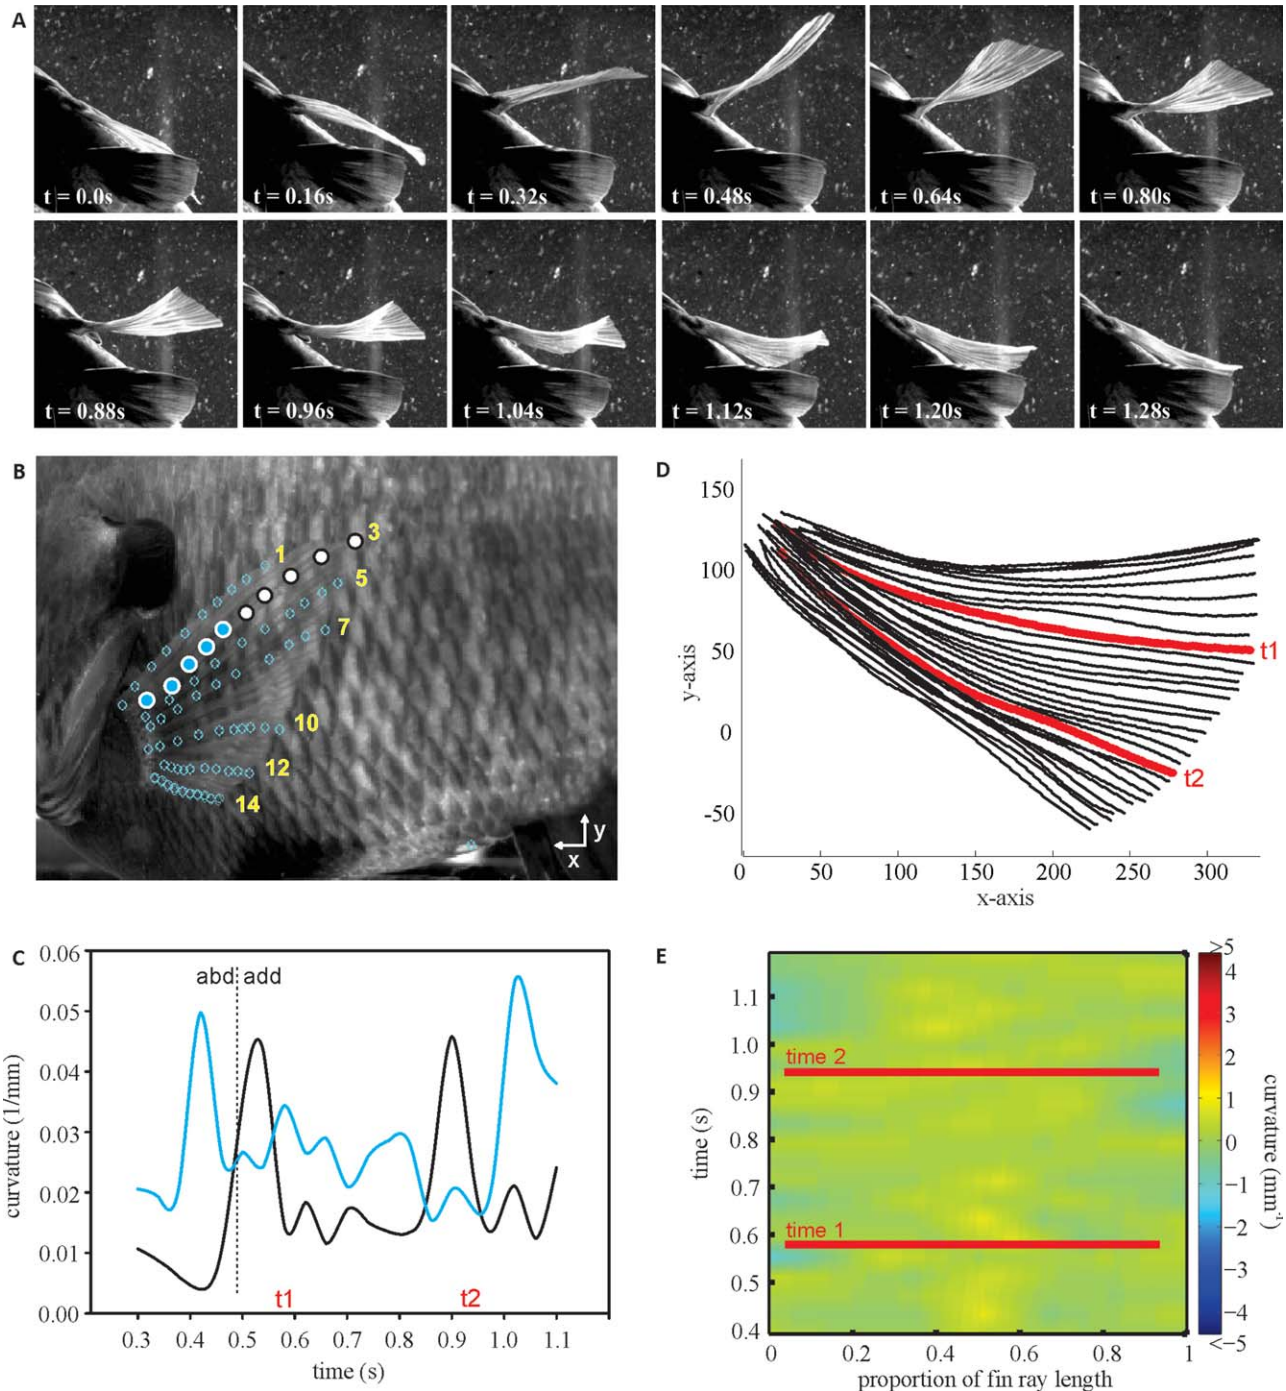 A
t = 0.0s
t = 0.16s
t = 0.32s
t = 0.48s
t = 0.64s
t = 0.80s
t = 0.88s
t = 0.96s
t = 1.04s
t = 1.12s
t = 1.20s
t = 1.28s
B
1
3
5
7
10
12
14
y
x
D
150
100
50
0
-50
y-axis
0
50
100
150
200
250
300
x-axis
t1
t2
C
0.06
0.05
0.04
0.03
0.02
0.01
0.00
curvature (1/mm)
abd add
t1
t2
0.3 0.4 0.5 0.6 0.7 0.8 0.9 1.0 1.1
time (s)
E
1.1
1.0
0.9
0.8
0.7
0.6
0.5
0.4
time (s)
time 2
time 1
0 0.2 0.4 0.6 0.8 1
proportion of fin ray length
>5
4
3
2
1
0
−1
−2
−3
−4
<−5
curvature (mm⁻¹)